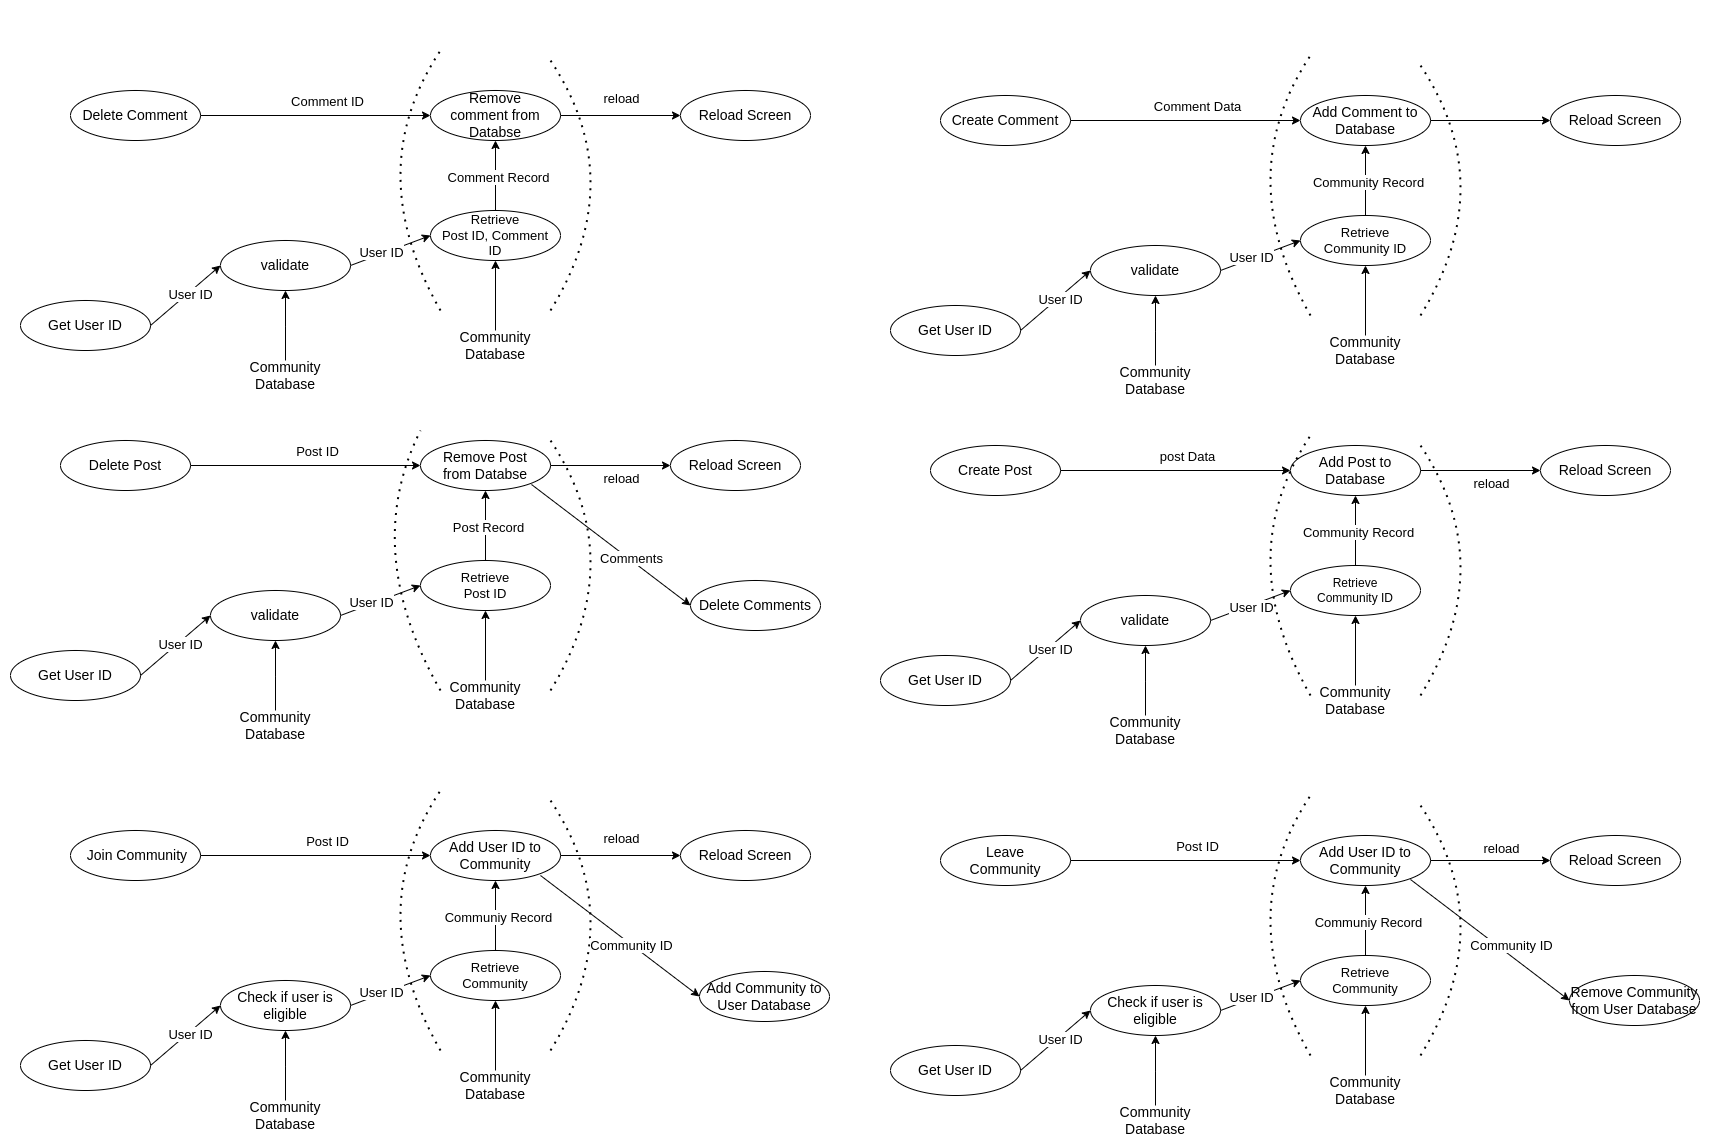 Delete Comment
Comment ID
Remove
comment from
Databse
reload
Reload Screen
Comment Record
Retrieve
Post ID, Comment
ID
User ID
validate
User ID
Get User ID
Community
Database
Community
Database
Create Comment
Comment Data
Add Comment to
Database
Reload Screen
Community Record
Retrieve
Community ID
User ID
validate
User ID
Get User ID
Community
Database
Community
Database
Delete Post
Post ID
Remove Post
from Databse
reload
Reload Screen
Post Record
Comments
Retrieve
Post ID
Delete Comments
User ID
validate
User ID
Get User ID
Community
Database
Community
Database
Create Post
post Data
Add Post to
Database
reload
Reload Screen
Community Record
Retrieve
Community ID
User ID
validate
User ID
Get User ID
Community
Database
Community
Database
Join Community
Post ID
Add User ID to
Community
reload
Reload Screen
Communiy Record
Community ID
Retrieve
Community
Add Community to
User Database
User ID
Check if user is
eligible
User ID
Get User ID
Community
Database
Community
Database
Leave
Community
Post ID
Add User ID to
Community
reload
Reload Screen
Communiy Record
Community ID
Retrieve
Community
Remove Community
from User Database
User ID
Check if user is
eligible
User ID
Get User ID
Community
Database
Community
Database